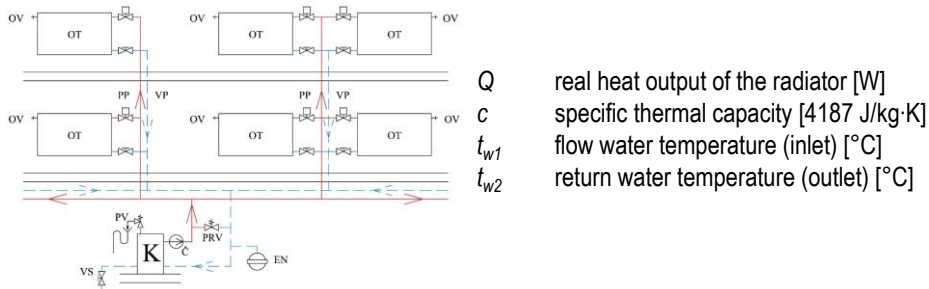 OV OT OV OT OT OV
PP VP PP VP
OV OT OV OT OT OV
PV
PRV
K Č
EN
VS
Q real heat output of the radiator [W]
c specific thermal capacity [4187 J/kg·K]
tw1 flow water temperature (inlet) [°C]
tw2 return water temperature (outlet) [°C]